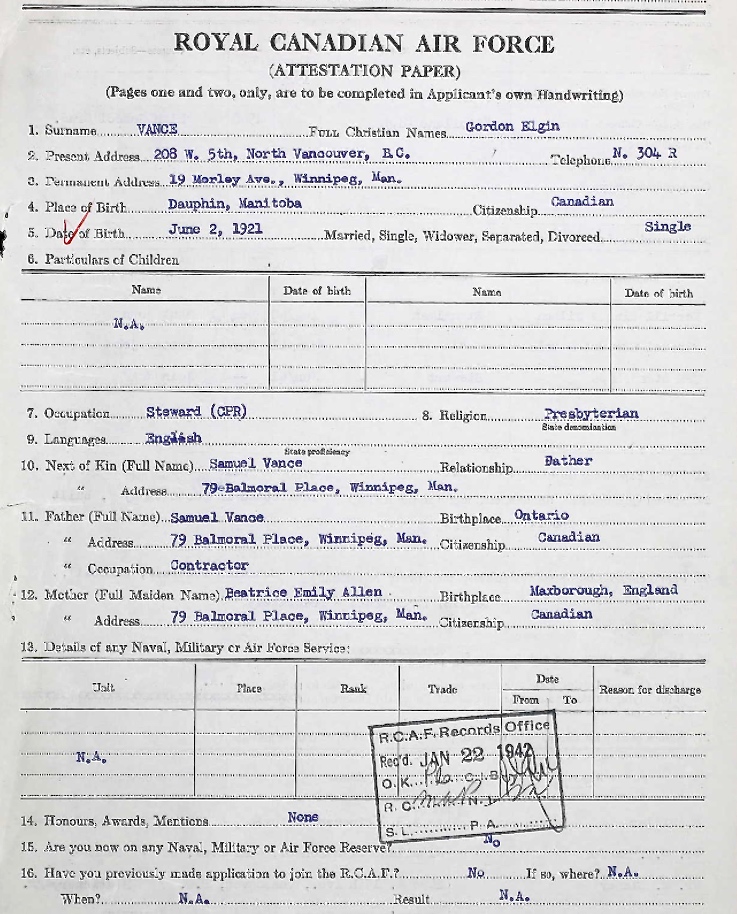 ROYAL CANADIAN AIR FORCE
(ATTESTATION PAPER)
(Pages one and two, only, are to be completed in Applicant's own Handwriting)
1. Surname VANCE FULL Christian Names Gordon Elgin
2. Present Address 208 W. 5th, North Vancouver, B.C. Telephone N. 304 R
3. Permanent Address 19 Morley Ave., Winnipeg, Man.
4. Place of Birth Dauphin, Manitoba Citizenship Canadian
5. Date of Birth June 2, 1921 Married, Single, Widower, Separated, Divorced Single
6. Particulars of Children
Name Date of birth Name Date of birth
N.A.
7. Occupation Steward (CPR) 8. Religion Presbyterian
State denomination
9. Languages English
State proficiency
10. Next of Kin (Full Name) Samuel Vance Relationship Father
" Address 79 Balmoral Place, Winnipeg, Man.
11. Father (Full Name) Samuel Vance Birthplace Ontario
" Address 79 Balmoral Place, Winnipeg, Man. Citizenship Canadian
" Occupation Contractor
12. Mother (Full Maiden Name) Beatrice Emily Allen Birthplace Maxborough, England
" Address 79 Balmoral Place, Winnipeg, Man. Citizenship Canadian
13. Details of any Naval, Military or Air Force Service:
Unit Place Rank Trade Date From To Reason for discharge
N.A.
R.C.A.F. Records Office
Rec'd. JAN 22 1942
O.K. C.I.B.
R.C. N.J.
S.L. P.A.
14. Honours, Awards, Mentions None
15. Are you now on any Naval, Military or Air Force Reserve? No
16. Have you previously made application to join the R.C.A.F.? No If so, where? N.A.
When? N.A. Result N.A.